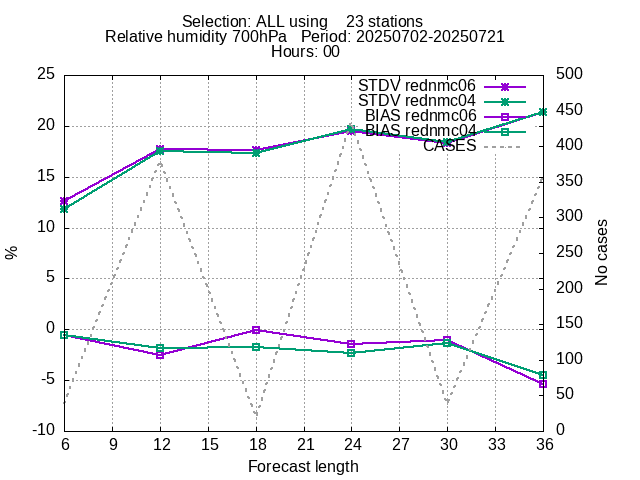 Selection: ALL using    23 stations
Relative humidity 700hPa   Period: 20250702-20250721
Hours: 00
STDV rednmc06
STDV rednmc04
BIAS rednmc06
BIAS rednmc04
CASES
25
20
15
10
5
0
-5
-10
%
500
450
400
350
300
250
200
150
100
50
0
No cases
6 9 12 15 18 21 24 27 30 33 36
Forecast length